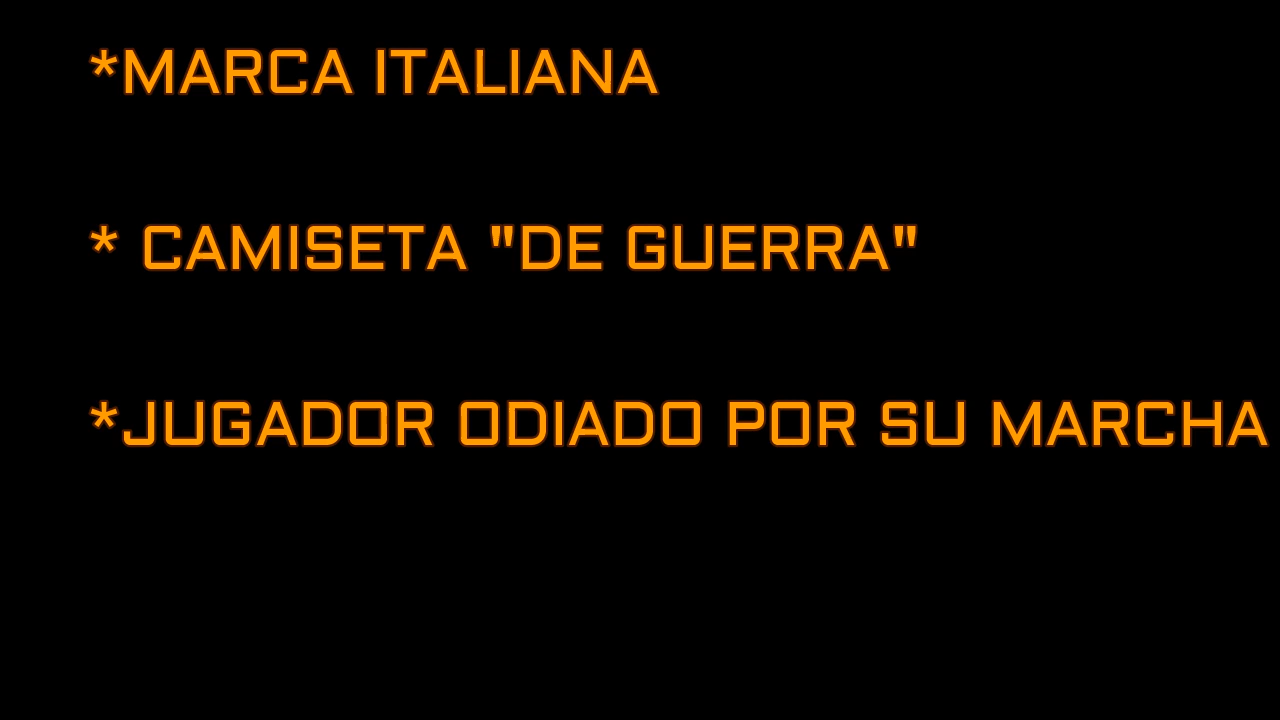 *MARCA ITALIANA
* CAMISETA "DE GUERRA"
*JUGADOR ODIADO POR SU MARCHA